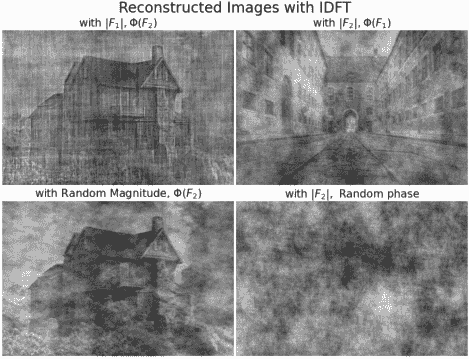 Reconstructed Images with IDFT
with |F₁|, Φ(F₂)
with |F₂|, Φ(F₁)
with Random Magnitude, Φ(F₂)
with |F₂|, Random phase